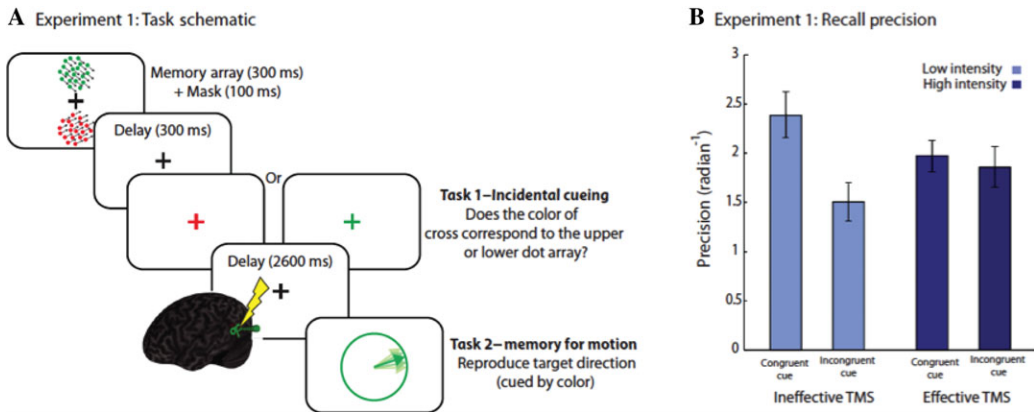 A Experiment 1: Task schematic
Memory array (300 ms)
+ Mask (100 ms)
Delay (300 ms)
Or
Task 1–Incidental cueing
Does the color of
cross correspond to the upper
or lower dot array?
Delay (2600 ms)
Task 2–memory for motion
Reproduce target direction
(cued by color)
B Experiment 1: Recall precision
Low intensity
High intensity
Precision (radian⁻¹)
3
2.5
2
1.5
1
0.5
0
Congruent
cue
Incongruent
cue
Congruent
cue
Incongruent
cue
Ineffective TMS
Effective TMS